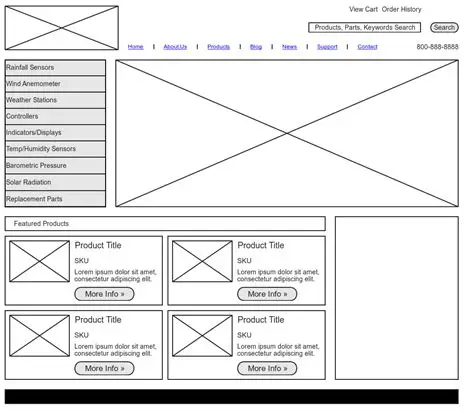 View Cart Order History
Products, Parts, Keywords Search Search
Home | About Us | Products | Blog | News | Support | Contact 800-888-8888
Rainfall Sensors
Wind Anemometer
Weather Stations
Controllers
Indicators/Displays
Temp/Humidity Sensors
Barometric Pressure
Solar Radiation
Replacement Parts
Featured Products
Product Title
SKU
Lorem ipsum dolor sit amet,
consectetur adipiscing elit.
More Info »
Product Title
SKU
Lorem ipsum dolor sit amet,
consectetur adipiscing elit.
More Info »
Product Title
SKU
Lorem ipsum dolor sit amet,
consectetur adipiscing elit.
More Info »
Product Title
SKU
Lorem ipsum dolor sit amet,
consectetur adipiscing elit.
More Info »